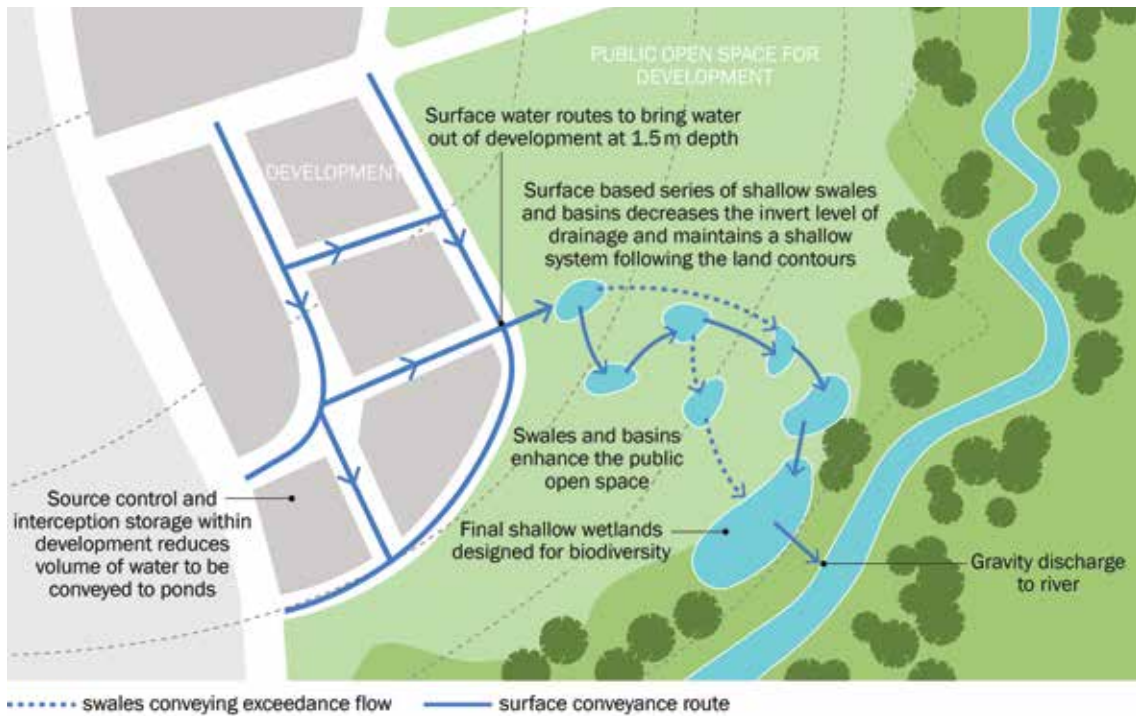 PUBLIC OPEN SPACE FOR
DEVELOPMENT
Surface water routes to bring water
out of development at 1.5m depth
DEVELOPMENT
Surface based series of shallow swales
and basins decreases the invert level of
drainage and maintains a shallow
system following the land contours
Swales and basins
enhance the public
open space
Source control and
interception storage within
development reduces
volume of water to be
conveyed to ponds
Final shallow wetlands
designed for biodiversity
Gravity discharge
to river
swales conveying exceedance flow
surface conveyance route